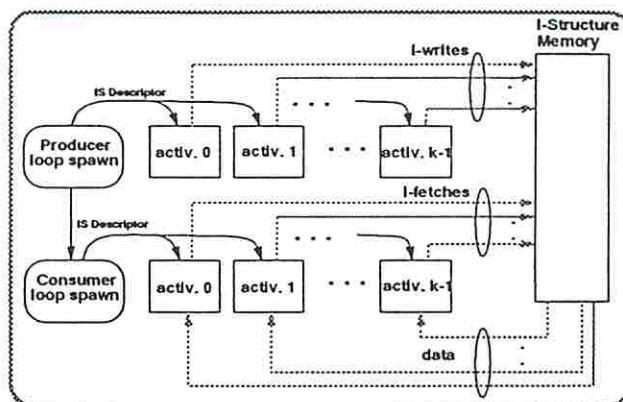 I-Structure
Memory
I-writes
IS Descriptor
. . .
Producer
loop spawn
activ. 0
activ. 1
. . .
activ. k-1
I-fetches
IS Descriptor
. . .
Consumer
loop spawn
activ. 0
activ. 1
. . .
activ. k-1
data